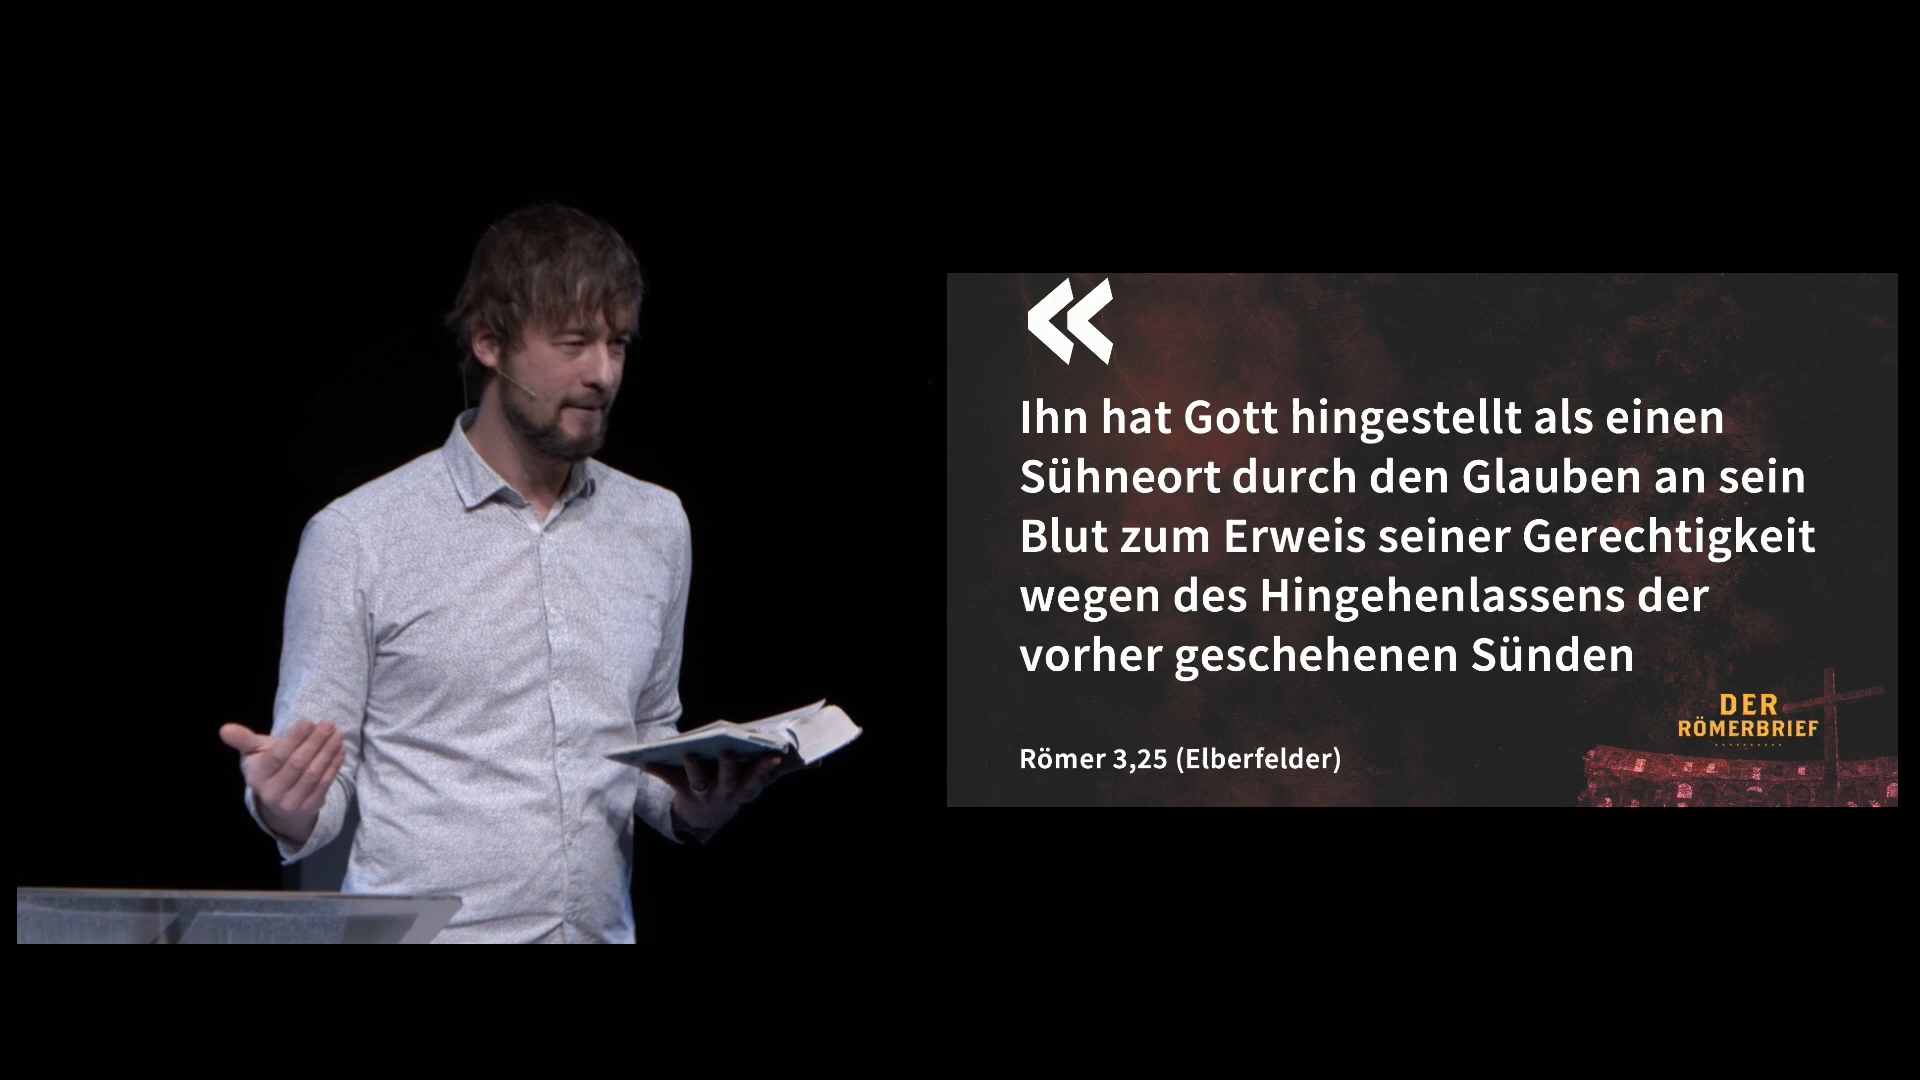 «
Ihn hat Gott hingestellt als einen
Sühneort durch den Glauben an sein
Blut zum Erweis seiner Gerechtigkeit
wegen des Hingehenlassens der
vorher geschehenen Sünden
Römer 3,25 (Elberfelder)
DER
RÖMERBRIEF